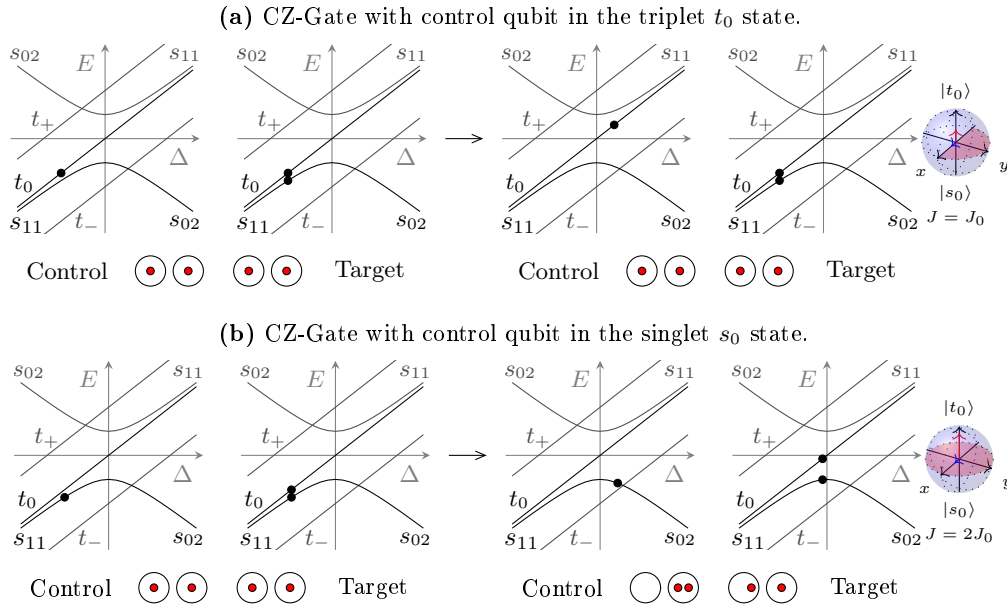 (a) CZ-Gate with control qubit in the triplet t₀ state.
s₀₂ E s₁₁ s₀₂ E s₁₁ s₀₂ E s₁₁ s₀₂ E s₁₁
|t₀⟩
t₊ t₊ t₊ t₊
Δ Δ Δ Δ
x y
t₀ t₀ t₀ t₀
|s₀⟩
s₁₁ t₋ s₀₂ s₁₁ t₋ s₀₂ s₁₁ t₋ s₀₂ s₁₁ t₋ s₀₂
J = J₀
Control Target Control Target
(b) CZ-Gate with control qubit in the singlet s₀ state.
s₀₂ E s₁₁ s₀₂ E s₁₁ s₀₂ E s₁₁ s₀₂ E s₁₁
|t₀⟩
t₊ t₊ t₊ t₊
Δ Δ Δ Δ
x y
t₀ t₀ t₀ t₀
|s₀⟩
s₁₁ t₋ s₀₂ s₁₁ t₋ s₀₂ s₁₁ t₋ s₀₂ s₁₁ t₋ s₀₂
J = 2J₀
Control Target Control Target